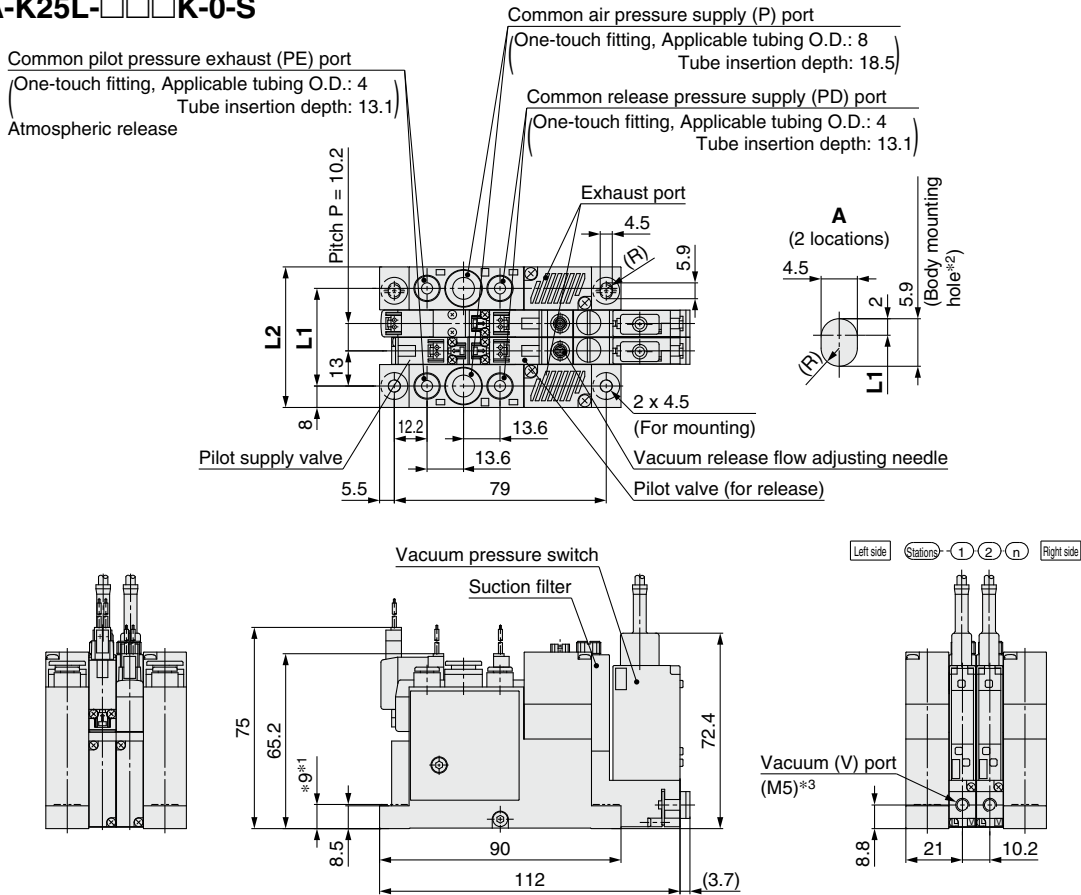 A-K25L-□□□K-0-S
Common air pressure supply (P) port
(One-touch fitting, Applicable tubing O.D.: 8
Tube insertion depth: 18.5)
Common pilot pressure exhaust (PE) port
(One-touch fitting, Applicable tubing O.D.: 4
Tube insertion depth: 13.1)
Atmospheric release
Common release pressure supply (PD) port
(One-touch fitting, Applicable tubing O.D.: 4
Tube insertion depth: 13.1)
Pitch P = 10.2
Exhaust port
4.5
(R)
5.9
A
(2 locations)
4.5
2
5.9
(Body mounting
hole*2)
(R)
L1
L2
L1
13
8
12.2
13.6
13.6
5.5
79
2 x 4.5
(For mounting)
Pilot supply valve
Vacuum release flow adjusting needle
Pilot valve (for release)
Vacuum pressure switch
Suction filter
Left side
Stations
1
2
n
Right side
75
65.2
*9*1
8.5
90
112
(3.7)
72.4
Vacuum (V) port
(M5)*3
8.8
21
10.2